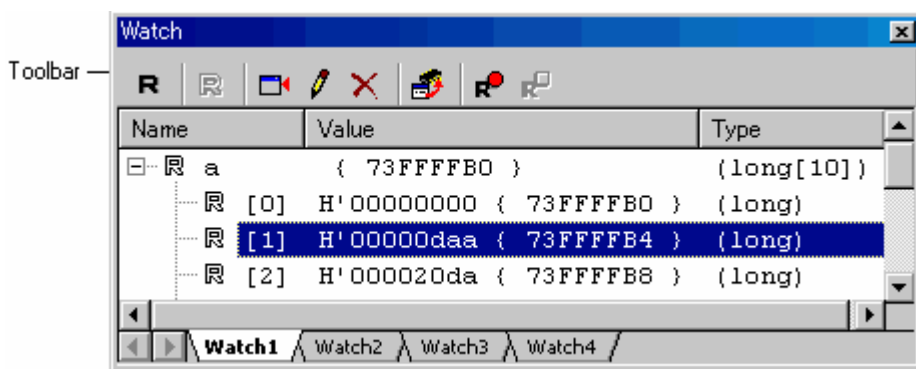 Watch
Toolbar
R R R R
Name Value Type
R a { 73FFFFB0 } (long[10])
R [0] H'00000000 { 73FFFFB0 } (long)
R [1] H'00000daa { 73FFFFB4 } (long)
R [2] H'000020da { 73FFFFB8 } (long)
Watch1 Watch2 Watch3 Watch4